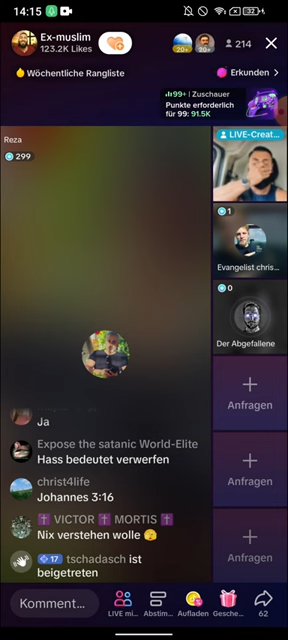 14:15
Ex-muslim
123.2K Likes
20+
20+
214
Wöchentliche Rangliste
Erkunden >
99+ | Zuschauer
Punkte erforderlich
für 99: 91.5K
Reza
299
LIVE-Creat...
1
Evangelist chris...
0
Der Abgefallene
+
Anfragen
+
Anfragen
+
Anfragen
Ja
Expose the satanic World-Elite
Hass bedeutet verwerfen
christ4life
Johannes 3:16
✝️ VICTOR ✝️ MORTIS ✝️
Nix verstehen wolle 🫣
17 tschadasch ist
beigetreten
Komment...
LIVE mi...
Abstim...
Aufladen
Gesche...
62